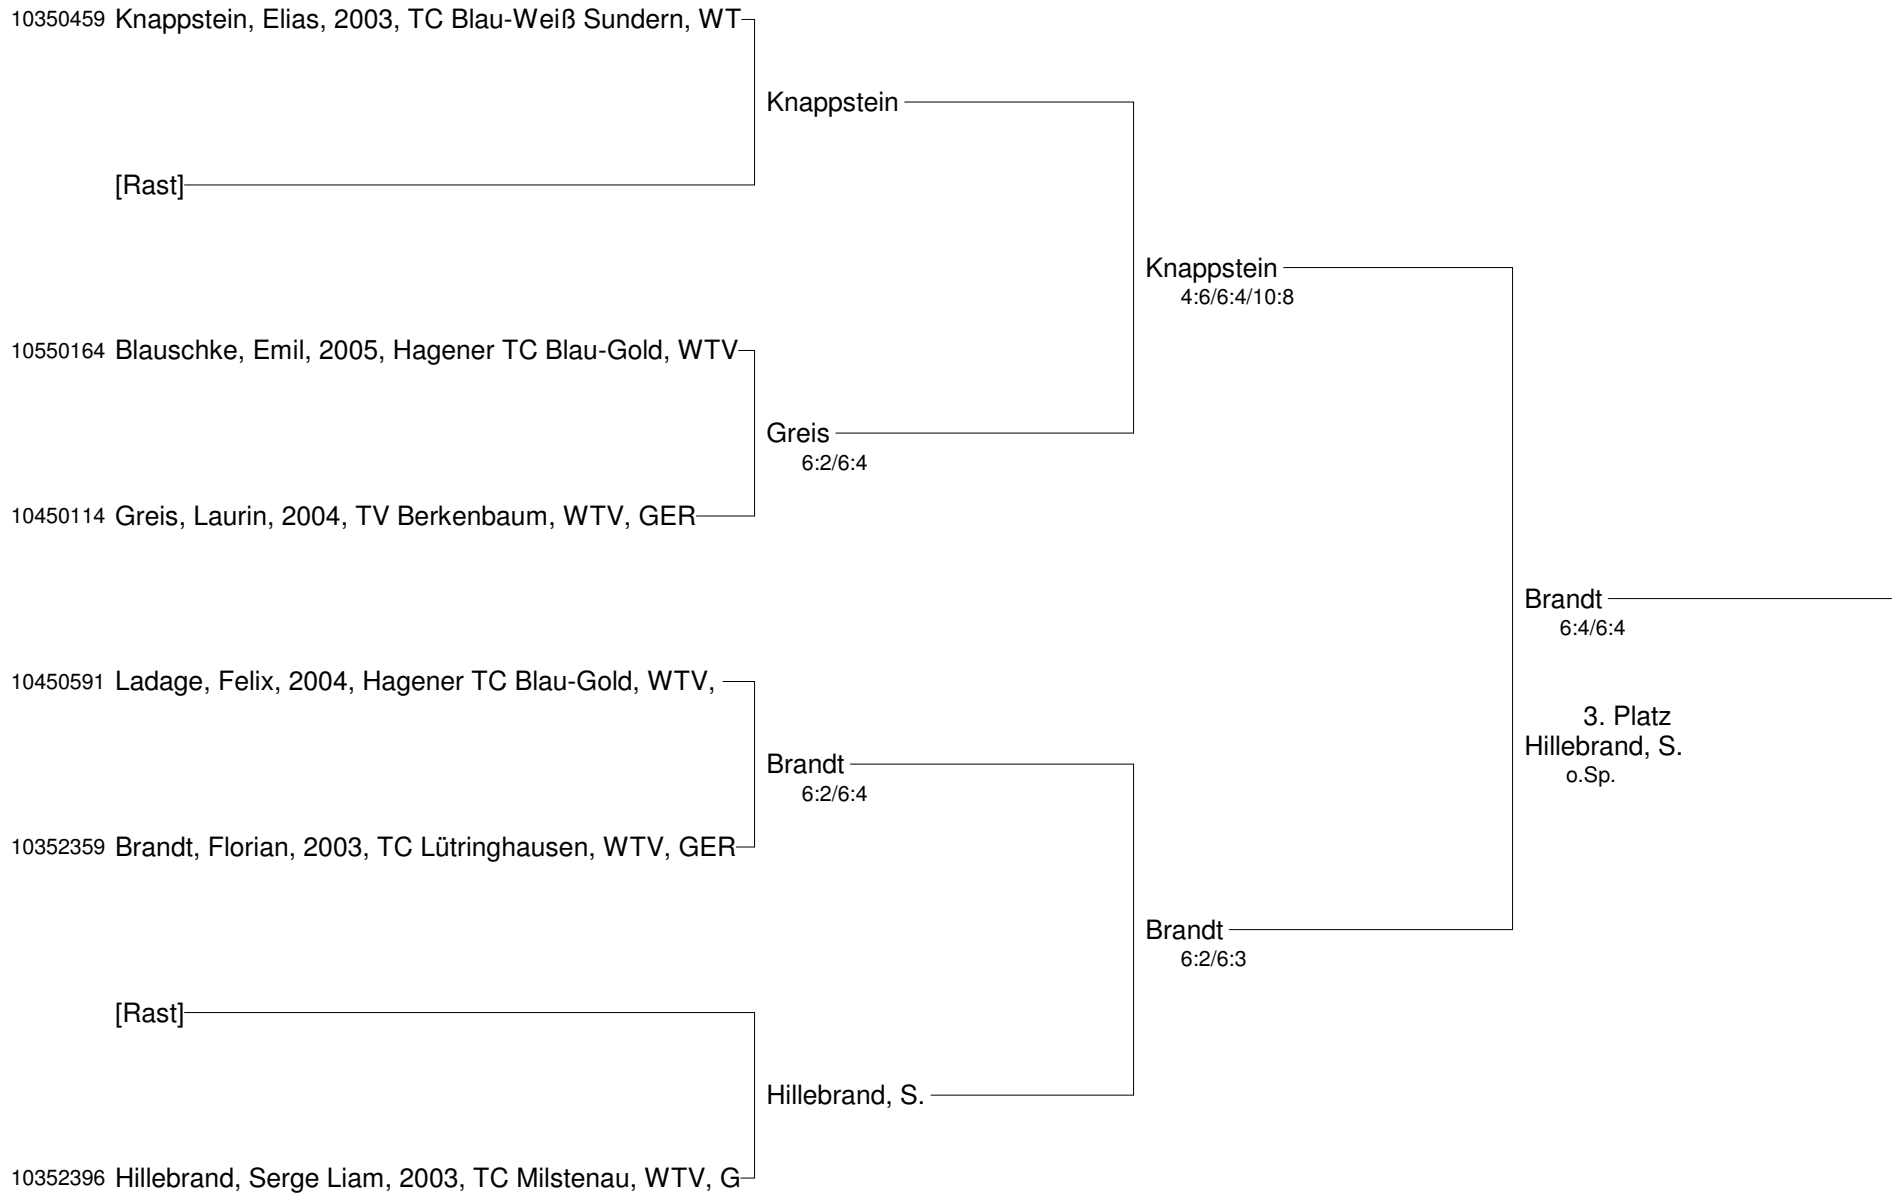 10350459 Knappstein, Elias, 2003, TC Blau-Weiß Sundern, WT
Knappstein
[Rast]
Knappstein
4:6/6:4/10:8
10550164 Blauschke, Emil, 2005, Hagener TC Blau-Gold, WTV
Greis
6:2/6:4
10450114 Greis, Laurin, 2004, TV Berkenbaum, WTV, GER
Brandt
6:4/6:4
10450591 Ladage, Felix, 2004, Hagener TC Blau-Gold, WTV,
3. Platz
Hillebrand, S.
o.Sp.
Brandt
6:2/6:4
10352359 Brandt, Florian, 2003, TC Lütringhausen, WTV, GER
Brandt
6:2/6:3
[Rast]
Hillebrand, S.
10352396 Hillebrand, Serge Liam, 2003, TC Milstenau, WTV, G